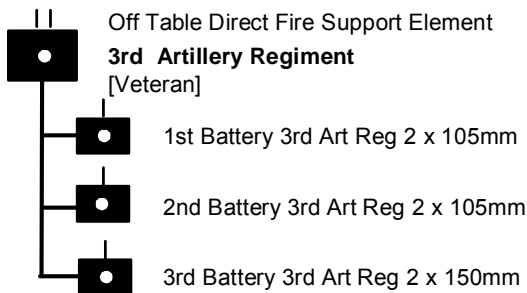 Off Table Direct Fire Support Element
3rd Artillery Regiment
[Veteran]
1st Battery 3rd Art Reg 2 x 105mm
2nd Battery 3rd Art Reg 2 x 105mm
3rd Battery 3rd Art Reg 2 x 150mm